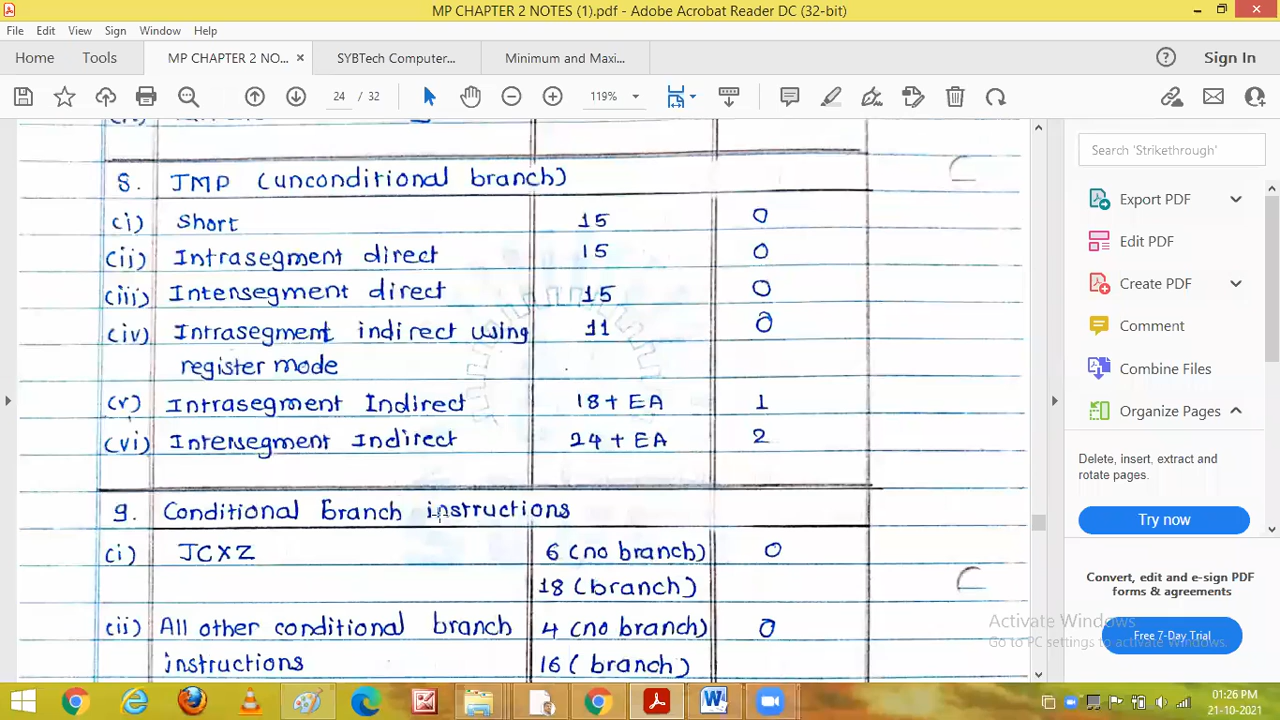 MP CHAPTER 2 NOTES (1).pdf - Adobe Acrobat Reader DC (32-bit)
File Edit View Sign Window Help
Home Tools MP CHAPTER 2 NO... × SYBTech Computer... Minimum and Maxi... Sign In
24 / 32 119%
8. JMP (unconditional branch)
(i) Short 15 0
(ii) Intrasegment direct 15 0
(iii) Intersegment direct 15 0
(iv) Intrasegment indirect using 11 0
register mode
(v) Intrasegment Indirect 18 + EA 1
(vi) Intersegment Indirect 24 + EA 2
9. Conditional branch instructions
(i) JCXZ 6 (no branch) 0
18 (branch)
(ii) All other conditional branch 4 (no branch) 0
instructions 16 ( branch )
Search 'Strikethrough'
Export PDF
Edit PDF
Create PDF
Comment
Combine Files
Organize Pages
Delete, insert, extract and
rotate pages.
Try now
Convert, edit and e-sign PDF
forms & agreements
Free 7-Day Trial
Activate Windows
Go to PC settings to activate Windows.
01:26 PM
21-10-2021